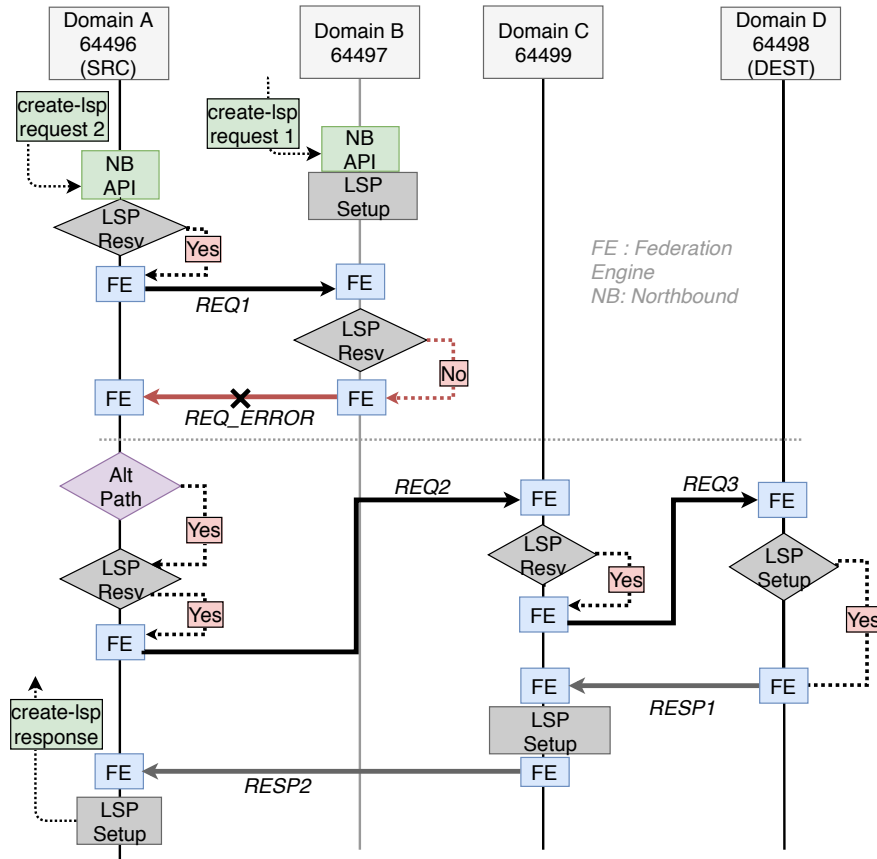 Domain A
64496
(SRC)
Domain B
64497
Domain C
64499
Domain D
64498
(DEST)
create-lsp
request 2
create-lsp
request 1
NB
API
NB
API
LSP
Setup
LSP
Resv
Yes
FE : Federation
Engine
NB: Northbound
FE
REQ1
FE
LSP
Resv
No
FE
REQ_ERROR
FE
Alt
Path
Yes
REQ2
FE
REQ3
FE
LSP
Resv
Yes
LSP
Resv
Yes
LSP
Setup
Yes
FE
FE
FE
RESP1
FE
create-lsp
response
LSP
Setup
FE
RESP2
FE
LSP
Setup